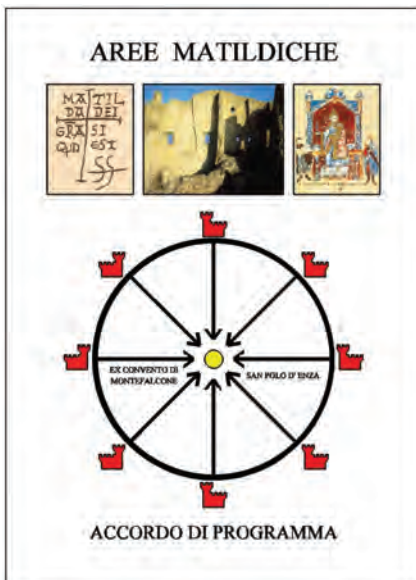 AREE MATILDICHE
MA TIL
DA DEI
GRA SI
EST
EX CONVENTO DI
MONTEFALCONE
SAN POLO D' ENZA
ACCORDO DI PROGRAMMA